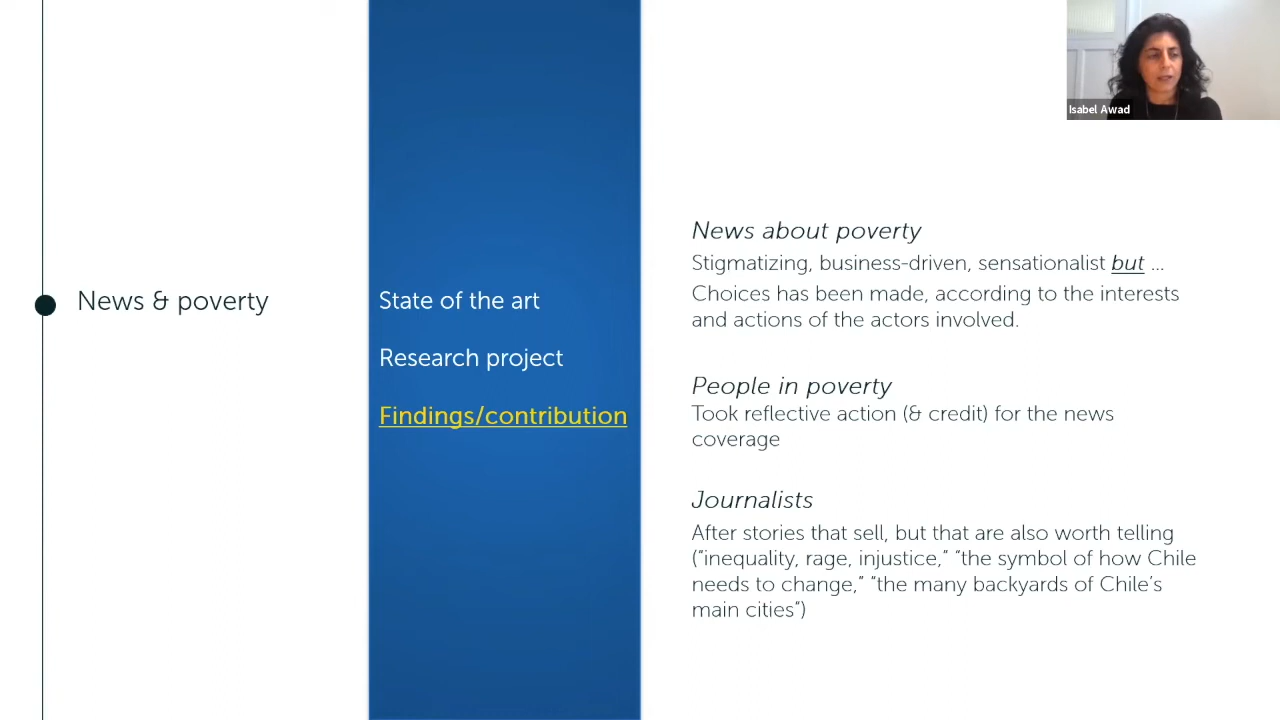 Isabel Awad
News & poverty
State of the art
Research project
Findings/contribution
News about poverty
Stigmatizing, business-driven, sensationalist but ...
Choices has been made, according to the interests
and actions of the actors involved.
People in poverty
Took reflective action (& credit) for the news
coverage
Journalists
After stories that sell, but that are also worth telling
(“inequality, rage, injustice,” “the symbol of how Chile
needs to change,” “the many backyards of Chile’s
main cities”)